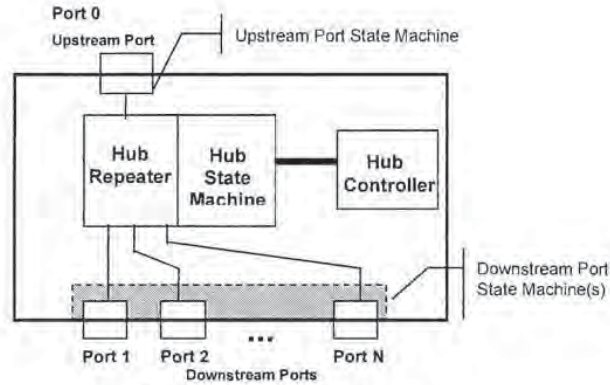 Port 0
Upstream Port
Upstream Port State Machine
Hub
Repeater
Hub
State
Machine
Hub
Controller
Downstream Port
State Machine(s)
Port 1
Port 2
...
Port N
Downstream Ports